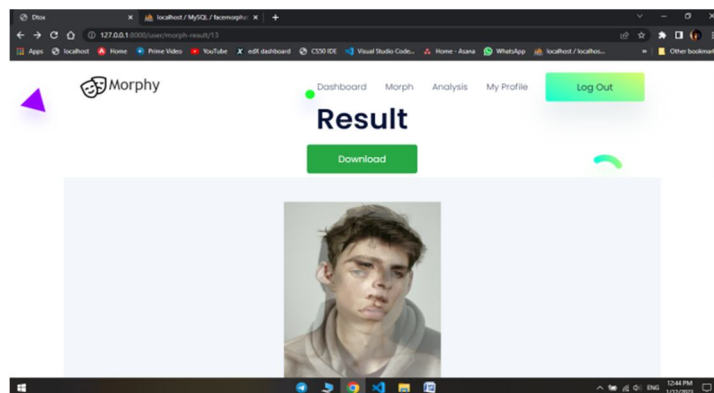 Dtox
localhost / MySQL / facemorpho
127.0.0.1:8000/user/morph-result/13
Apps localhost Home Prime Video YouTube edX dashboard CS50 IDE Visual Studio Code... Home - Asana WhatsApp localhost / localhos... » Other bookmark
Morphy
Dashboard Morph Analysis My Profile Log Out
Result
Download
ENG 12:44 PM